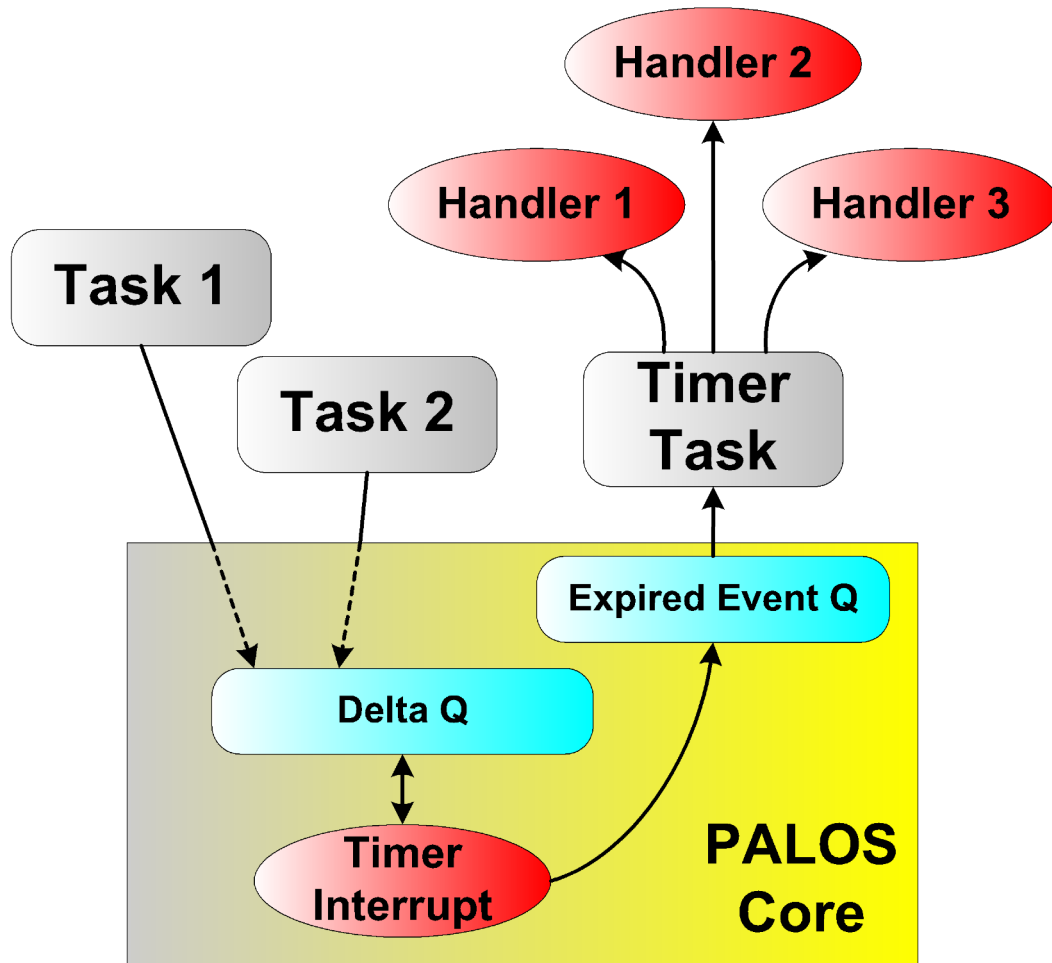 Handler 2
Handler 1
Handler 3
Task 1
Task 2
Timer
Task
Expired Event Q
Delta Q
Timer
Interrupt
PALOS
Core